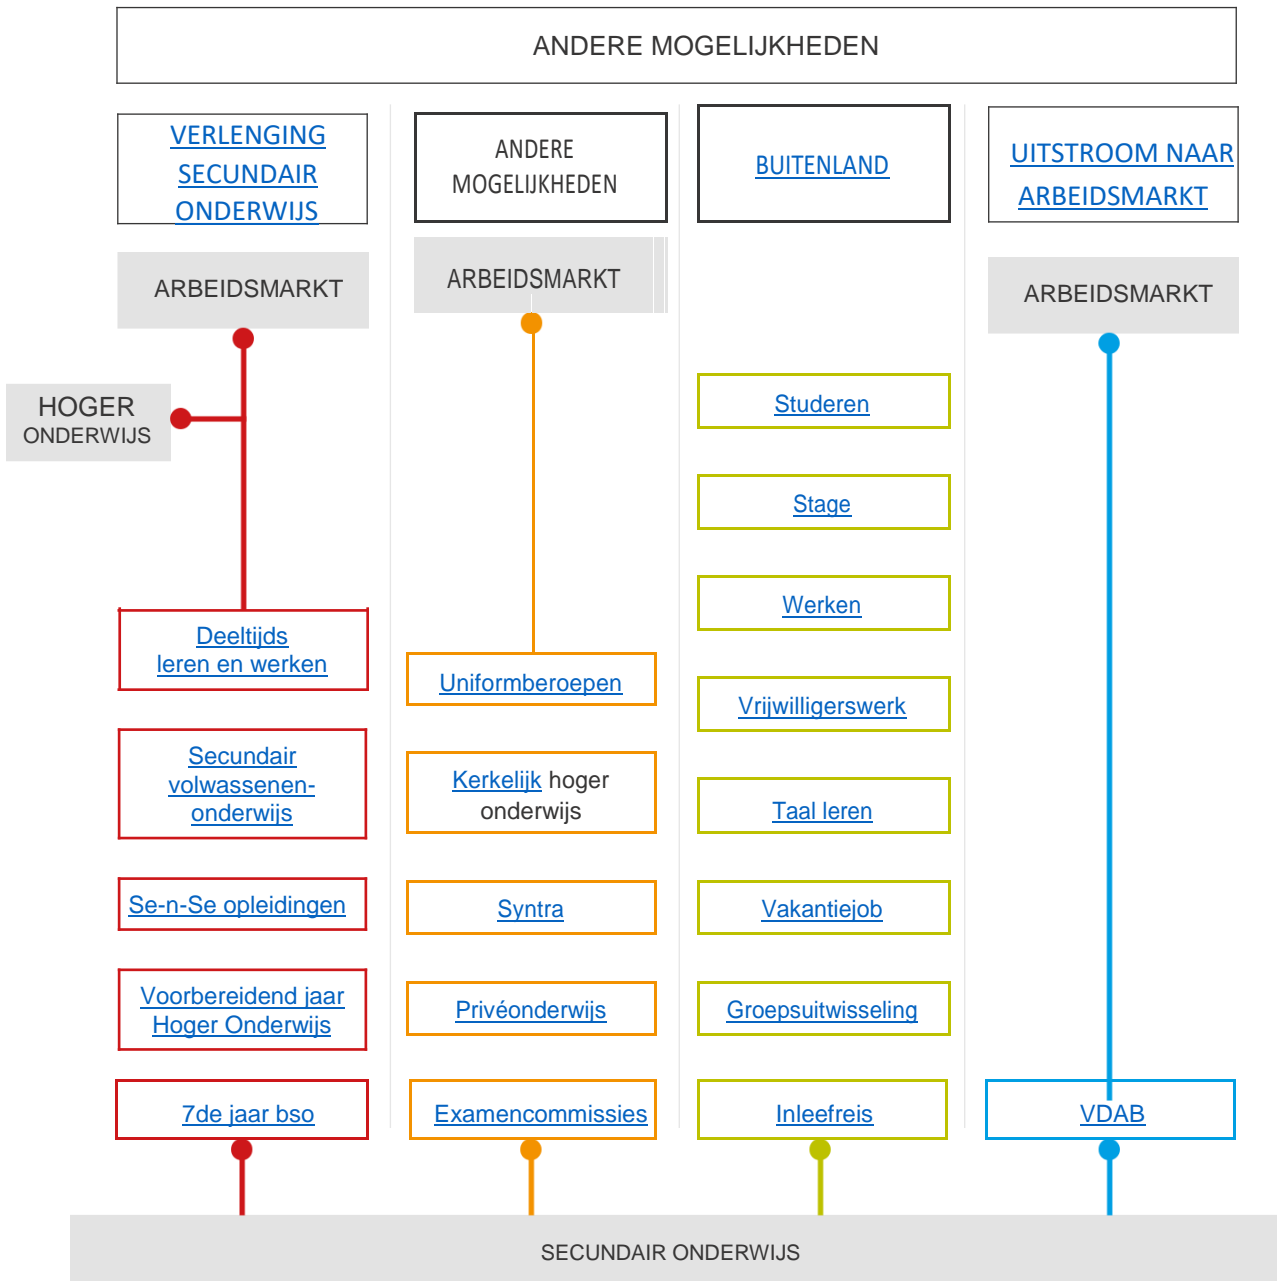 ANDERE MOGELIJKHEDEN
VERLENGING
SECUNDAIR
ONDERWIJS
ANDERE
MOGELIJKHEDEN
BUITENLAND
UITSTROOM NAAR
ARBEIDSMARKT
ARBEIDSMARKT
ARBEIDSMARKT
ARBEIDSMARKT
HOGER
ONDERWIJS
Deeltijds
leren en werken
Secundair
volwassenen-
onderwijs
Se-n-Se opleidingen
Voorbereidend jaar
Hoger Onderwijs
7de jaar bso
Uniformberoepen
Kerkelijk hoger
onderwijs
Syntra
Privéonderwijs
Examencommissies
Studeren
Stage
Werken
Vrijwilligerswerk
Taal leren
Vakantiejob
Groepsuitwisseling
Inleefreis
VDAB
SECUNDAIR ONDERWIJS